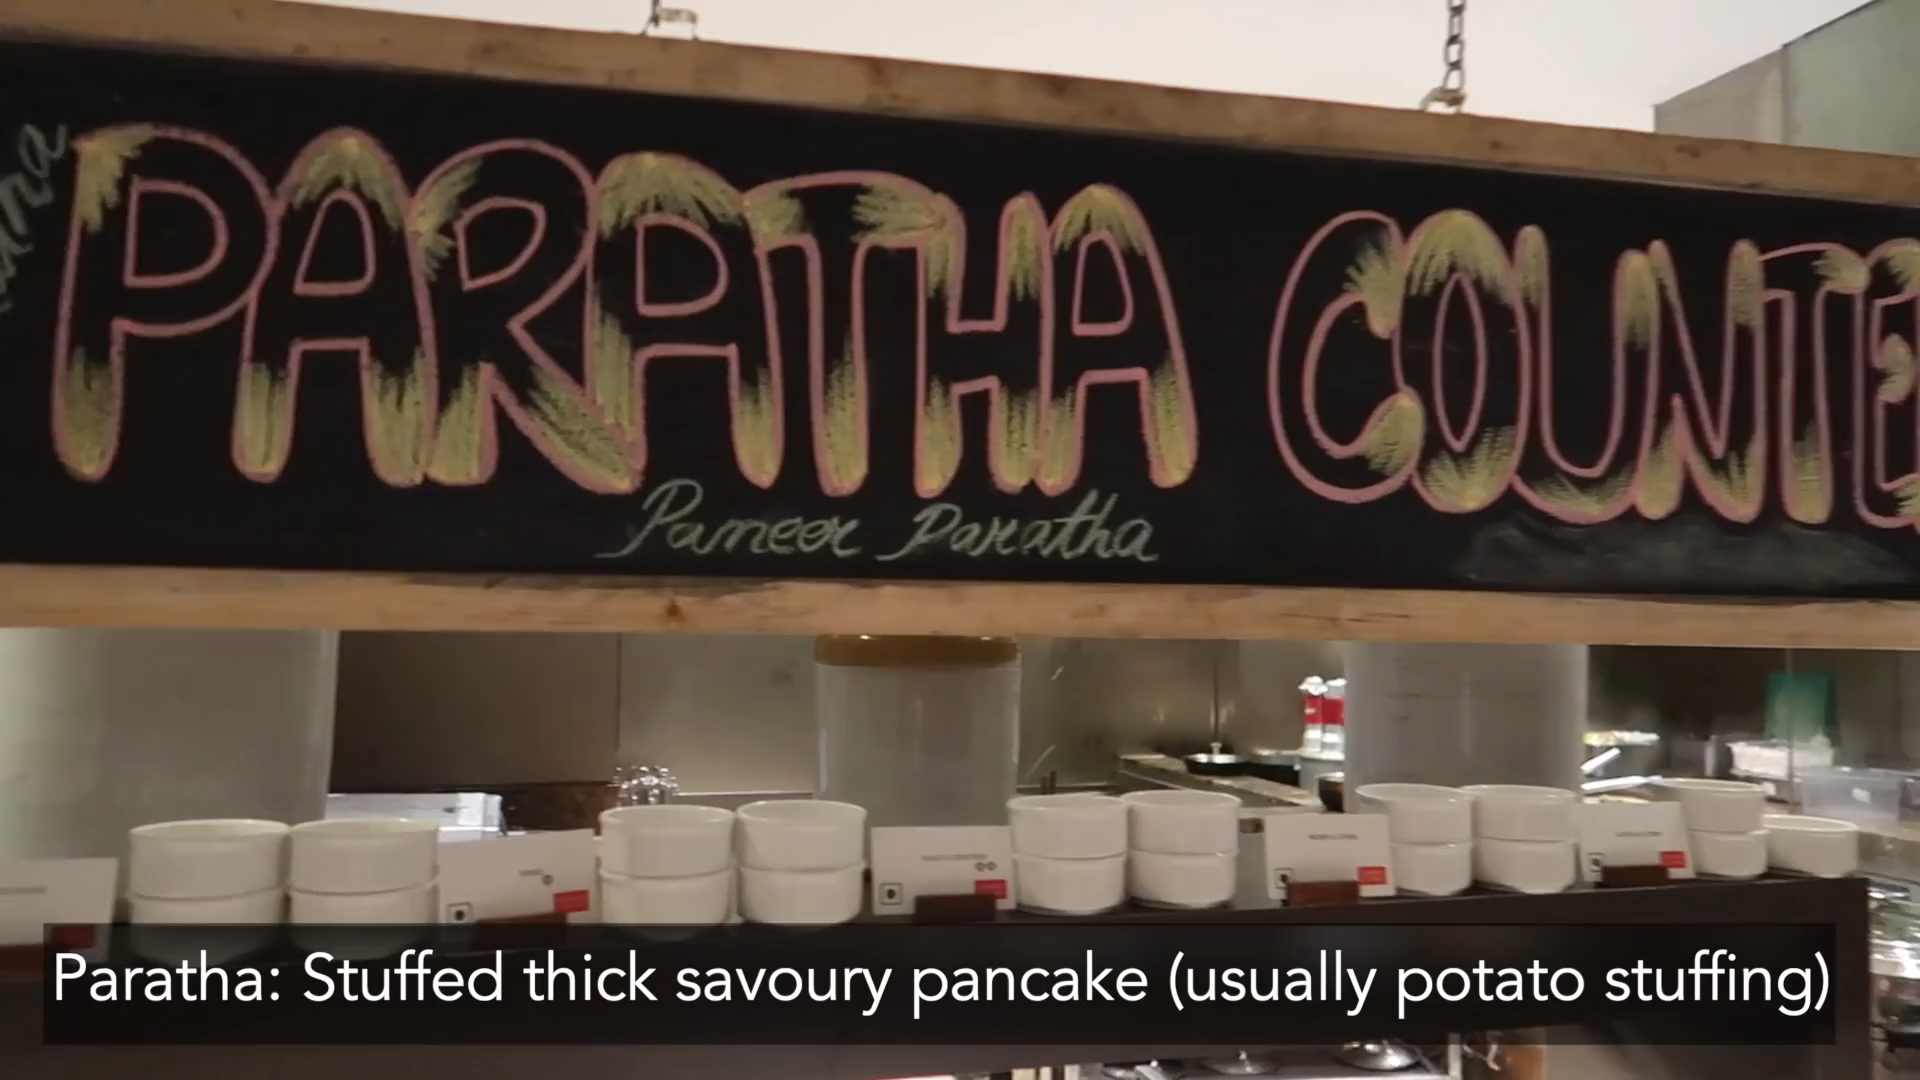 PARATHA COUNTE
Paneer Paratha
Paratha: Stuffed thick savoury pancake (usually potato stuffing)